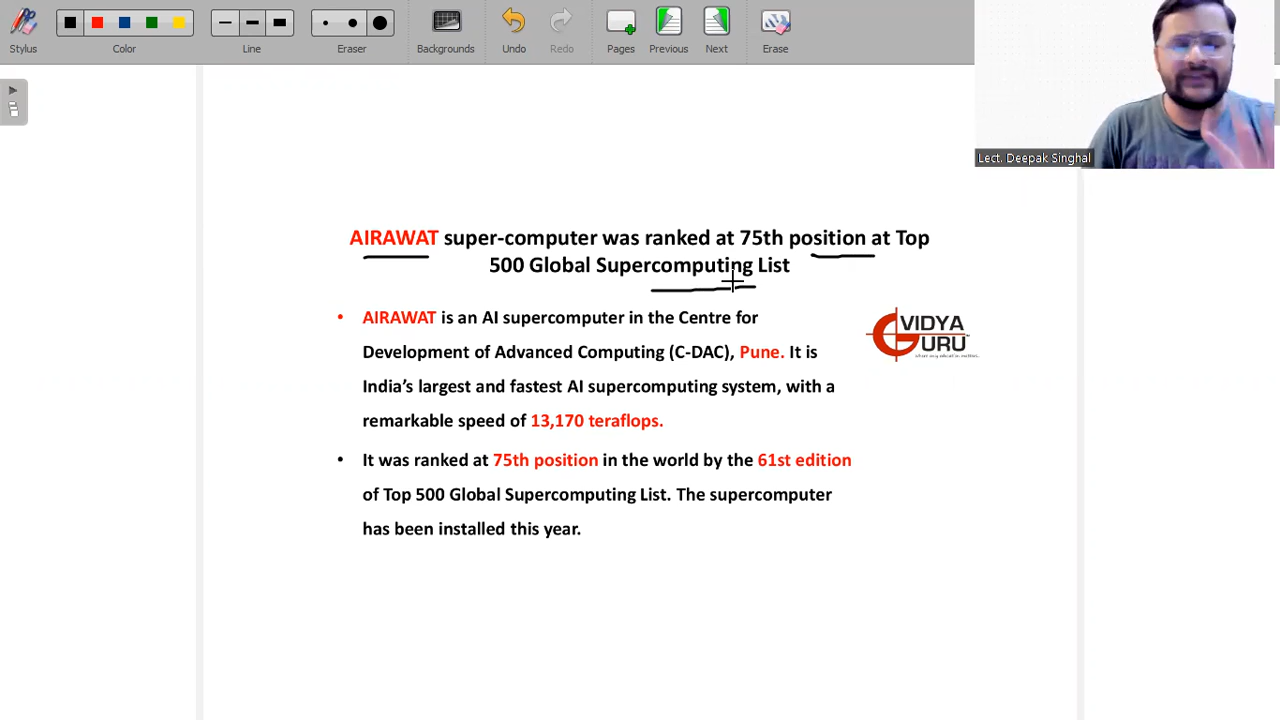 Stylus
Color
Line
Eraser
Backgrounds
Undo
Redo
Pages
Previous
Next
Erase
Lect. Deepak Singhal
AIRAWAT super-computer was ranked at 75th position at Top
500 Global Supercomputing List
• AIRAWAT is an AI supercomputer in the Centre for
Development of Advanced Computing (C-DAC), Pune. It is
India’s largest and fastest AI supercomputing system, with a
remarkable speed of 13,170 teraflops.
• It was ranked at 75th position in the world by the 61st edition
of Top 500 Global Supercomputing List. The supercomputer
has been installed this year.
VIDYA
GURU